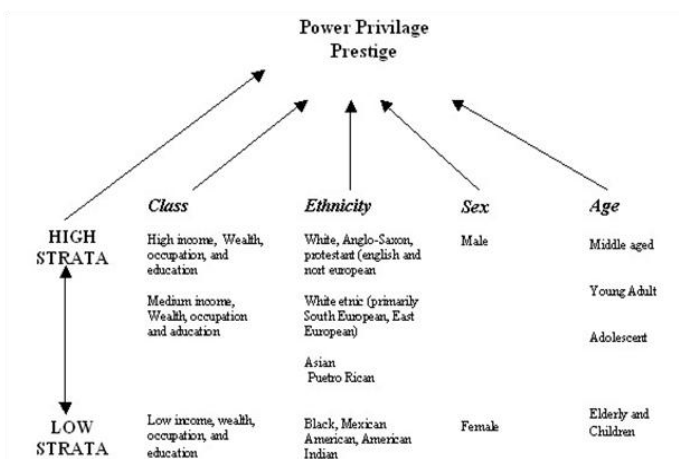 Power Privilage
Prestige
Class
Ethnicity
Sex
Age
HIGH
STRATA
High income, Wealth,
occupation, and
education
White, Anglo-Saxon,
protestant (english and
nort european
Male
Middle aged
Medium income,
Wealth, occupation
and aducation
White etnic (primarily
South European, East
European)
Young Adult
Adolescent
Asian
Puetro Rican
LOW
STRATA
Low income, wealth,
occupation, and
education
Black, Mexican
American, American
Indian
Female
Elderly and
Children